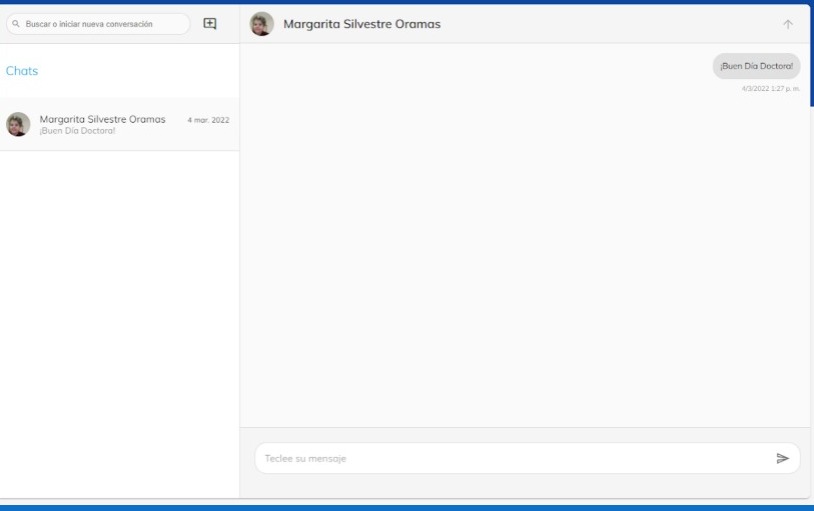 Buscar o iniciar nueva conversación
Chats
Margarita Silvestre Oramas 4 mar. 2022
¡Buen Día Doctora!
Margarita Silvestre Oramas
¡Buen Día Doctora!
4/3/2022 1:27 p. m.
Teclee su mensaje